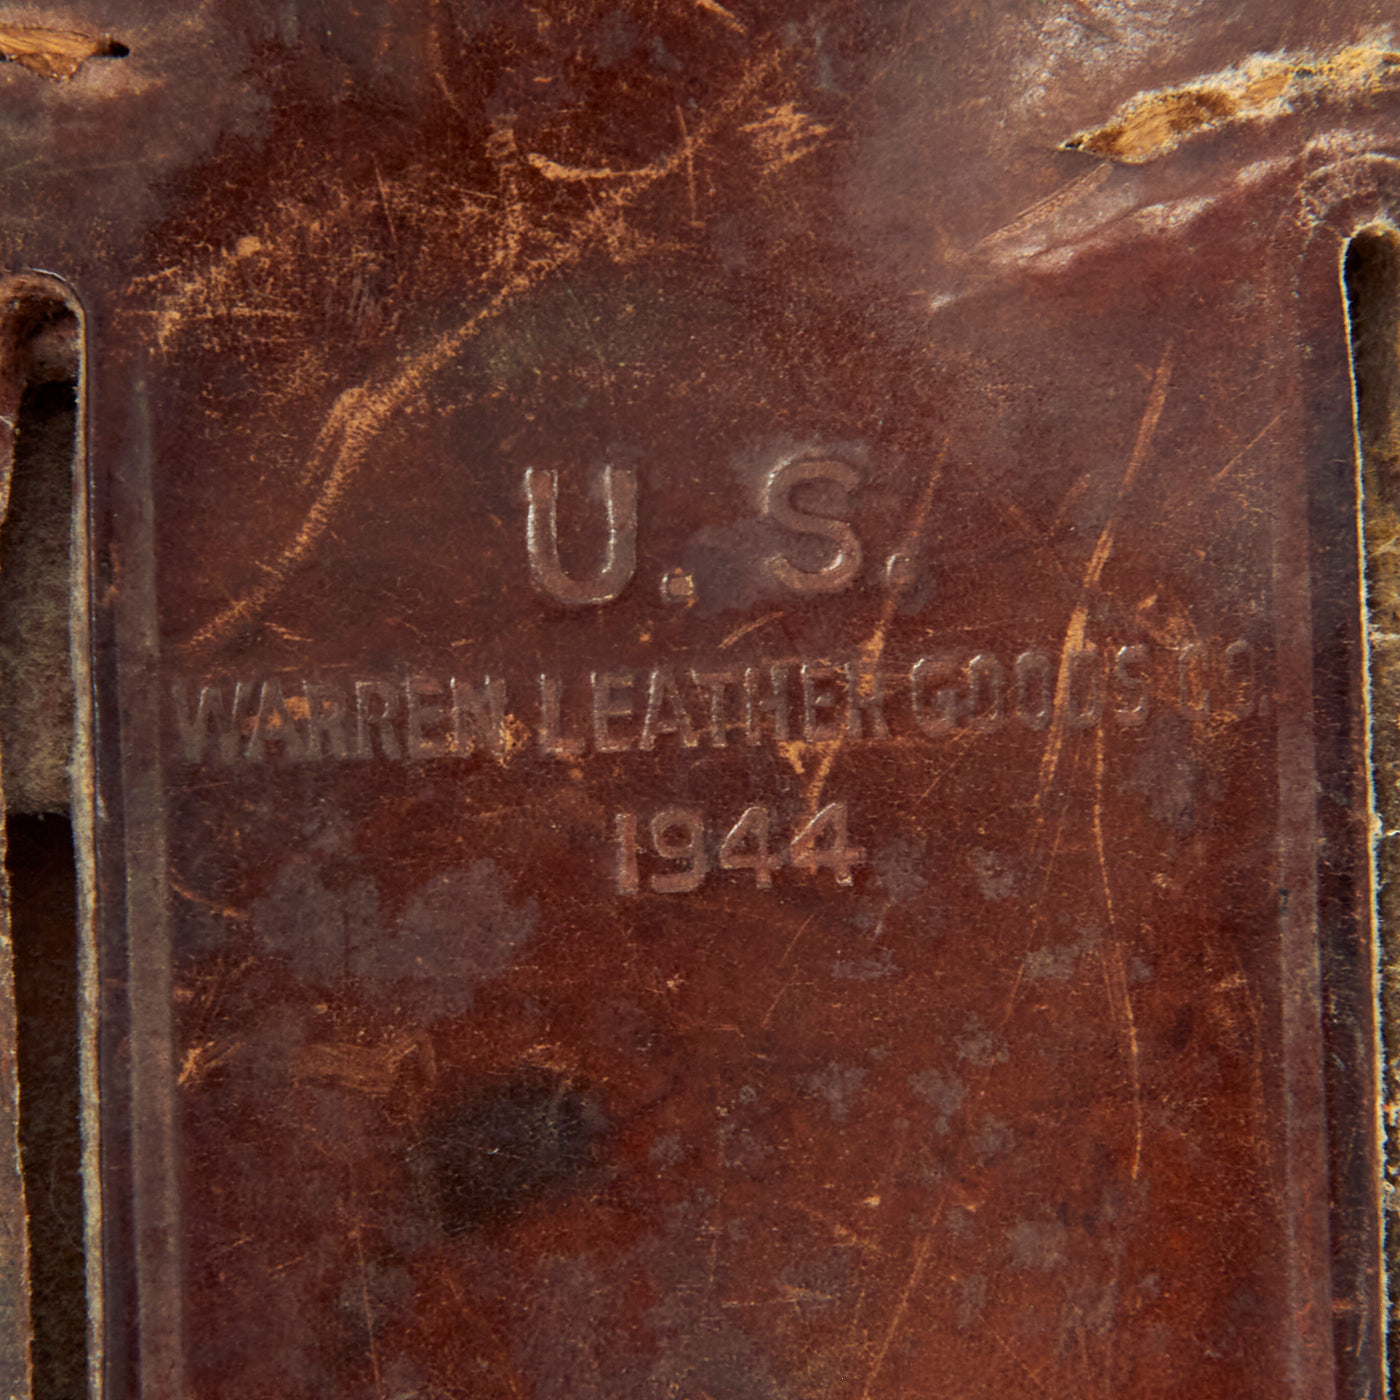 U. S.
WARREN LEATHER GOODS CO.
1944